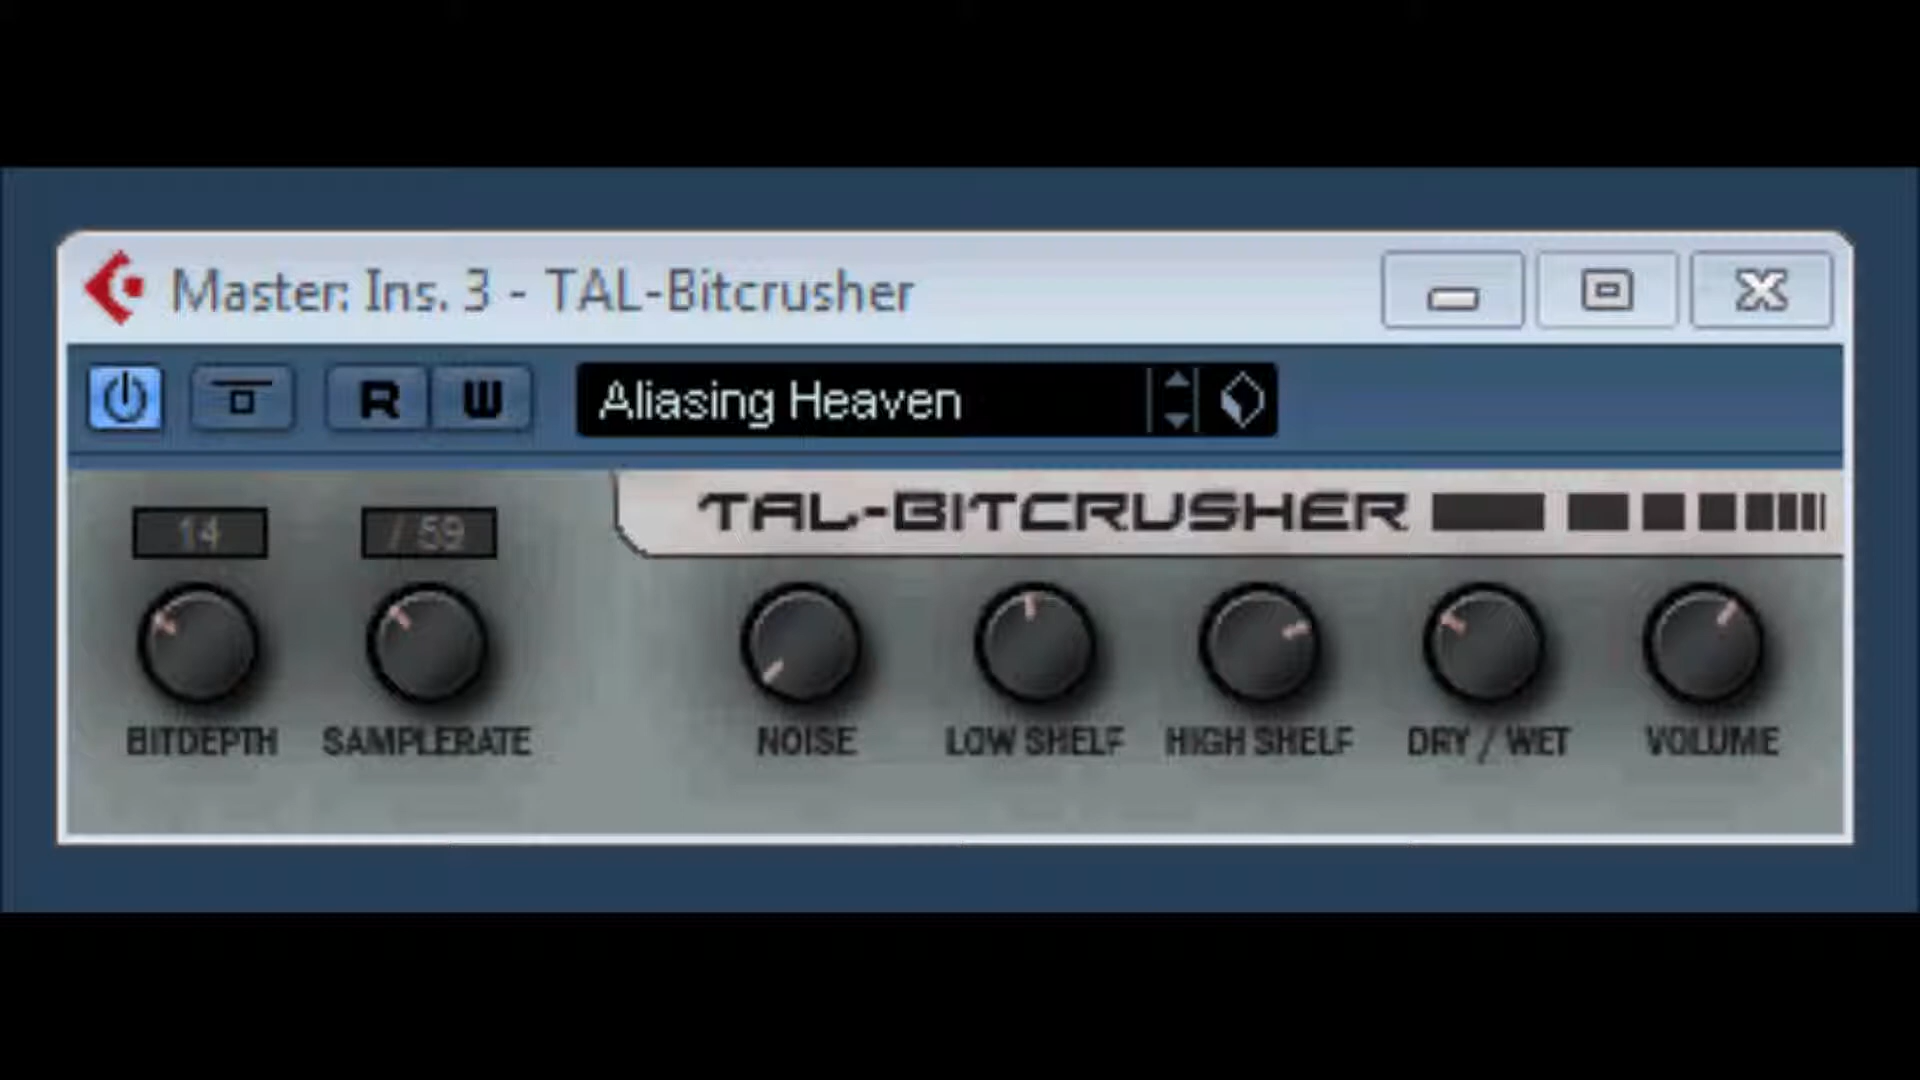 Master: Ins. 3 - TAL-Bitcrusher
R W Aliasing Heaven
TAL-BITCRUSHER
14 / 59
BITDEPTH SAMPLERATE NOISE LOW SHELF HIGH SHELF DRY / WET VOLUME